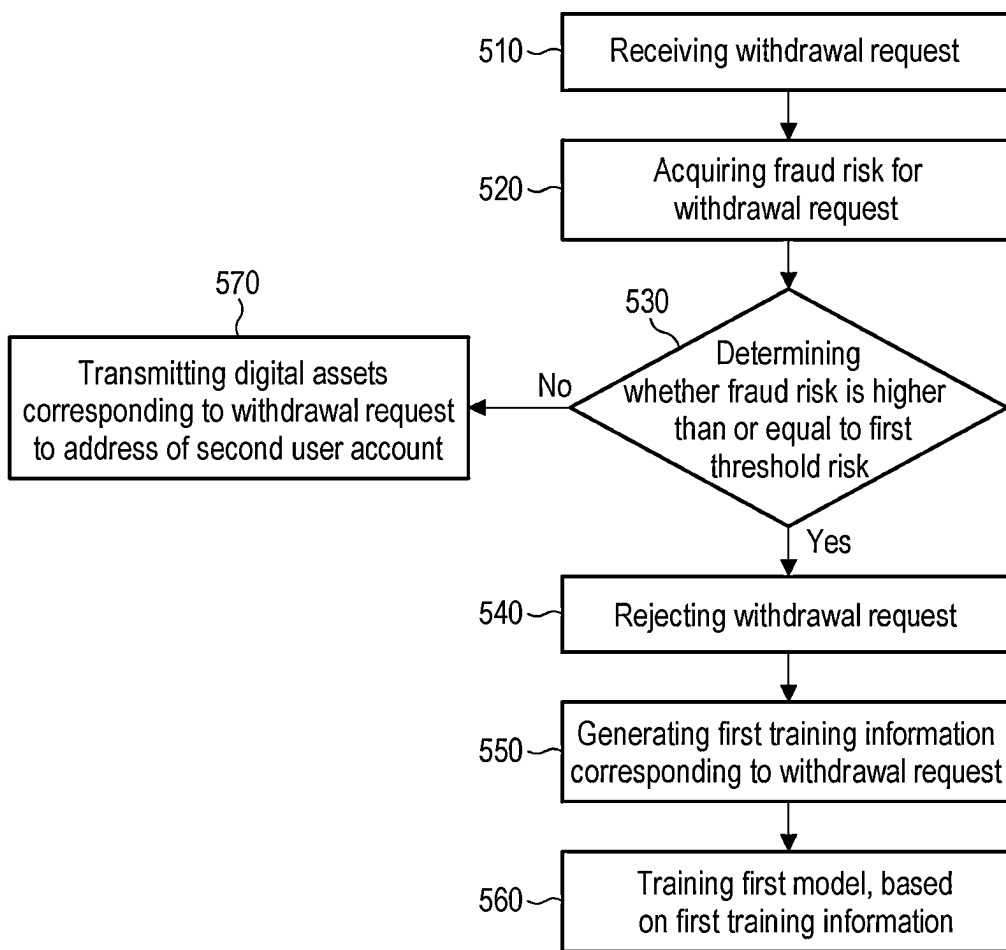 510
Receiving withdrawal request
520
Acquiring fraud risk for
withdrawal request
530
Determining
whether fraud risk is higher
than or equal to first
threshold risk
No
570
Transmitting digital assets
corresponding to withdrawal request
to address of second user account
Yes
540
Rejecting withdrawal request
550
Generating first training information
corresponding to withdrawal request
560
Training first model, based
on first training information